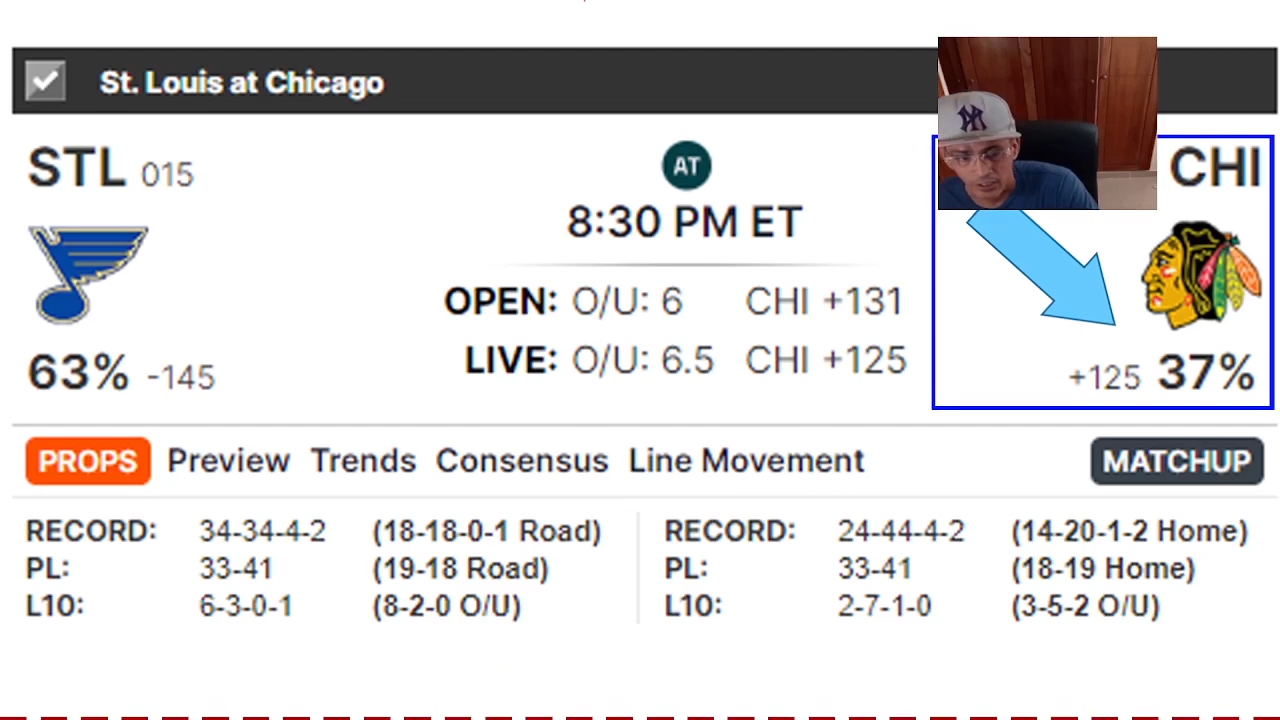 St. Louis at Chicago
STL 015
AT
CHI
8:30 PM ET
OPEN: O/U: 6 CHI +131
LIVE: O/U: 6.5 CHI +125
63% -145
+125 37%
PROPS Preview Trends Consensus Line Movement MATCHUP
RECORD: 34-34-4-2 (18-18-0-1 Road)
PL: 33-41 (19-18 Road)
L10: 6-3-0-1 (8-2-0 O/U)
RECORD: 24-44-4-2 (14-20-1-2 Home)
PL: 33-41 (18-19 Home)
L10: 2-7-1-0 (3-5-2 O/U)